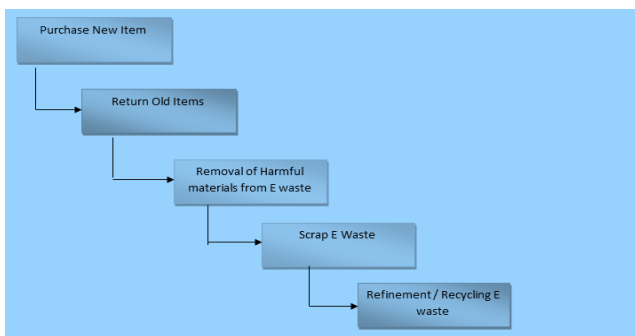 Purchase New Item
Return Old Items
Removal of Harmful
materials from E waste
Scrap E Waste
Refinement / Recycling E
waste